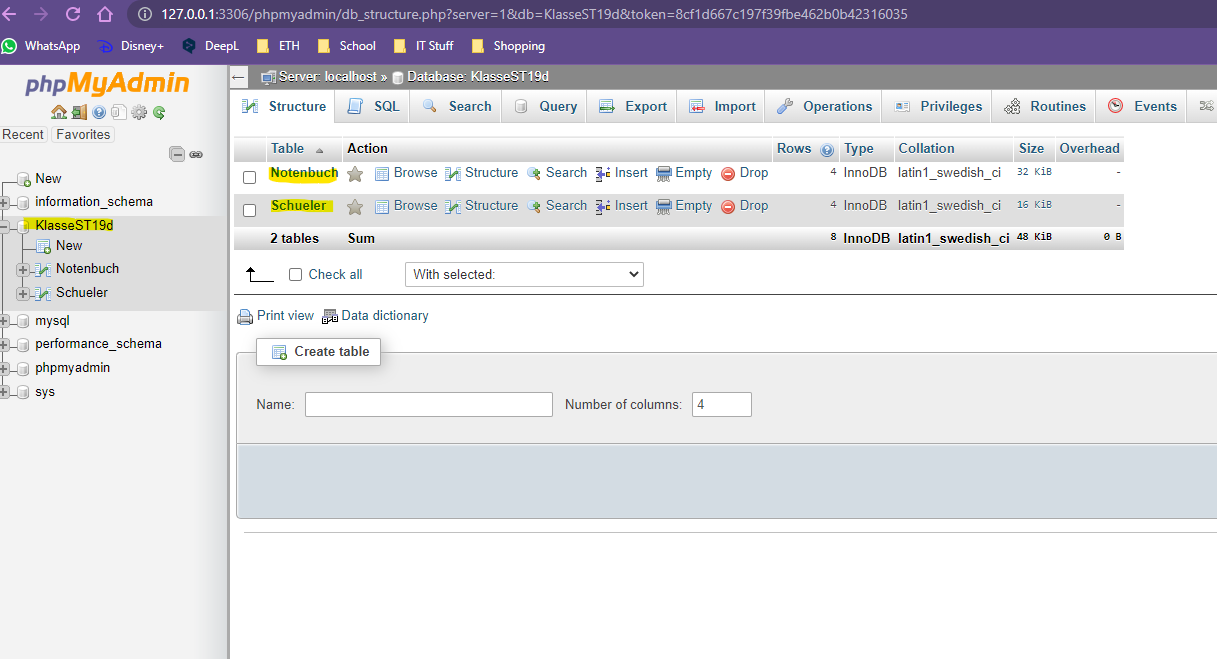 127.0.0.1:3306/phpmyadmin/db_structure.php?server=1&db=KlasseST19d&token=8cf1d667c197f39fbe462b0b42316035
WhatsApp Disney+ DeepL ETH School IT Stuff Shopping
phpMyAdmin
Recent Favorites
New
information_schema
KlasseST19d
New
Notenbuch
Schueler
mysql
performance_schema
phpmyadmin
sys
Server: localhost » Database: KlasseST19d
Structure SQL Search Query Export Import Operations Privileges Routines Events
Table Action Rows Type Collation Size Overhead
Notenbuch Browse Structure Search Insert Empty Drop 4 InnoDB latin1_swedish_ci 32 KiB -
Schueler Browse Structure Search Insert Empty Drop 4 InnoDB latin1_swedish_ci 16 KiB -
2 tables Sum 8 InnoDB latin1_swedish_ci 48 KiB 0 B
Check all With selected:
Print view Data dictionary
Create table
Name: Number of columns: 4